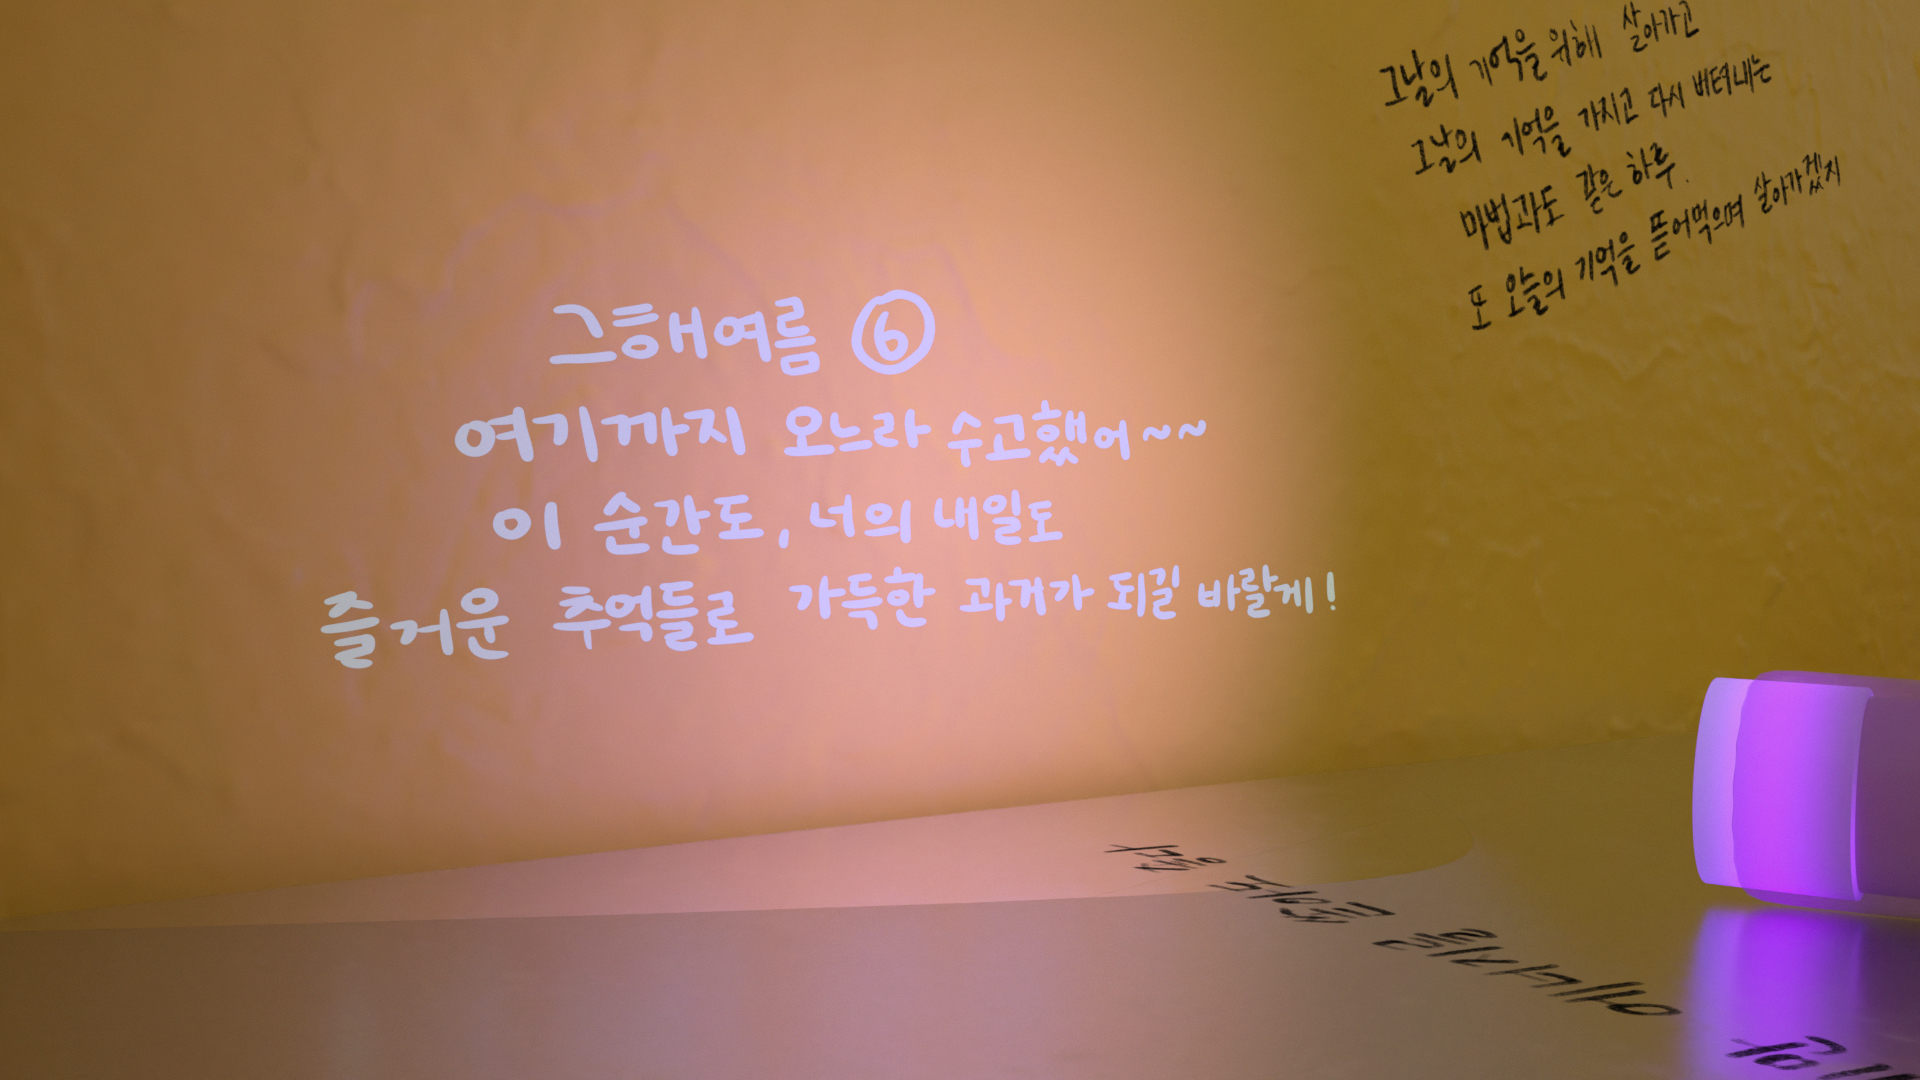 그해여름 ⑥
여기까지 오느라 수고했어~~
이 순간도, 너의 내일도
즐거운 추억들로 가득한 과거가 되길 바랄게!
그날의 기억을 위해 살아가고
그날의 기억을 가지고 다시 버텨내는
마법과도 같은 하루.
또 오늘의 기억을 뜯어먹으며 살아가겠지